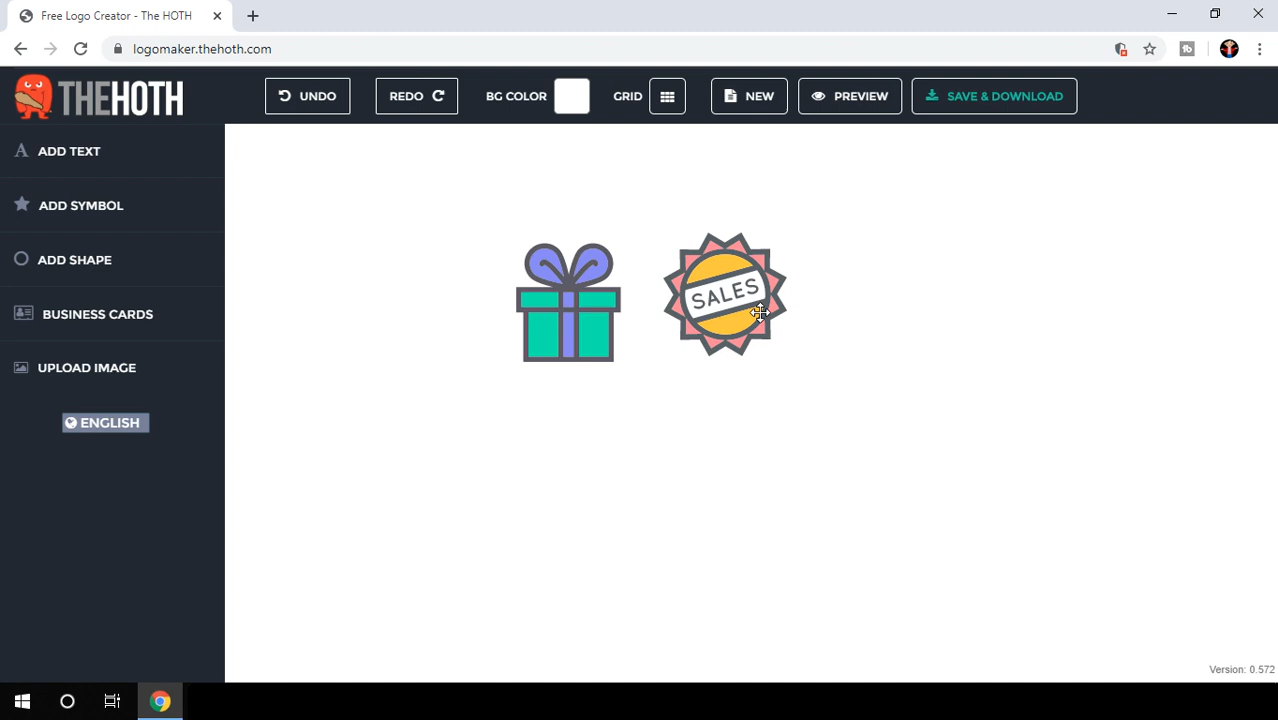 Free Logo Creator - The HOTH
logomaker.thehoth.com
THEHOTH
UNDO
REDO
BG COLOR
GRID
NEW
PREVIEW
SAVE & DOWNLOAD
ADD TEXT
ADD SYMBOL
ADD SHAPE
BUSINESS CARDS
UPLOAD IMAGE
ENGLISH
SALES
Version: 0.572